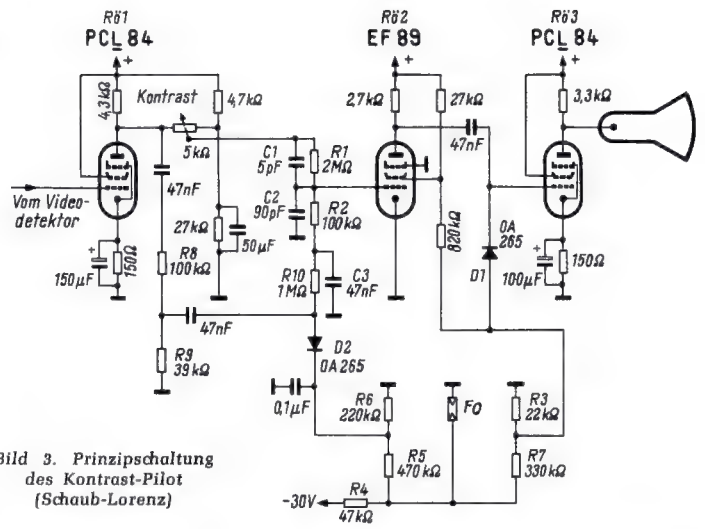 Rö1
PCL 84
Rö2
EF 89
Rö3
PCL 84
+
+
+
4,3kΩ
Kontrast
4,7kΩ
5kΩ
2,7kΩ
27kΩ
3,3kΩ
47nF
C1
5pF
R1
2MΩ
47nF
Vom Video-
detektor
C2
90pF
R2
100kΩ
27kΩ
50µF
820kΩ
OA
265
D1
+
150µF
150Ω
R8
100kΩ
R10
1MΩ
C3
47nF
+
100µF
150Ω
47nF
R9
39kΩ
D2
OA265
0,1µF
R6
220kΩ
Fo
R3
22kΩ
R5
470kΩ
R7
330kΩ
-30V
R4
47kΩ
Bild 3. Prinzipschaltung
des Kontrast-Pilot
(Schaub-Lorenz)